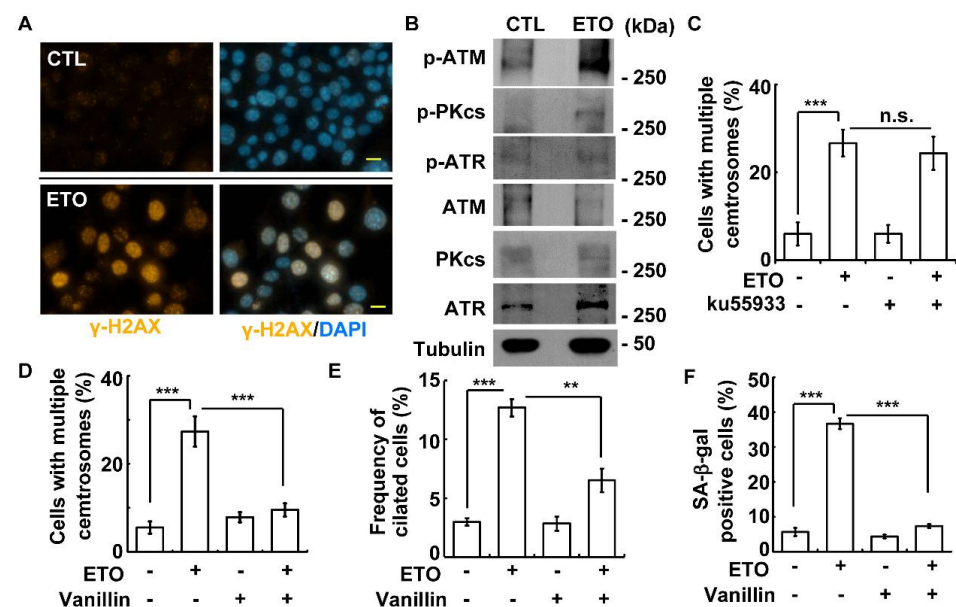 A
CTL
ETO
γ-H2AX
γ-H2AX/DAPI
B
CTL ETO (kDa)
p-ATM
- 250
p-PKcs
- 250
p-ATR
- 250
ATM
- 250
PKcs
- 250
ATR
- 250
Tubulin
- 50
C
Cells with multiple
cemtrosomes (%)
40
20
0
***
n.s.
ETO - + - +
ku55933 - - + +
D
Cells with multiple
cemtrosomes (%)
40
20
0
***
***
ETO - + - +
Vanillin - - + +
E
Frequency of
cilated cells (%)
15
10
5
0
***
**
ETO - + - +
Vanillin - - + +
F
SA-β-gal
positive cells (%)
50
40
30
20
10
0
***
***
ETO - + - +
Vanillin - - + +